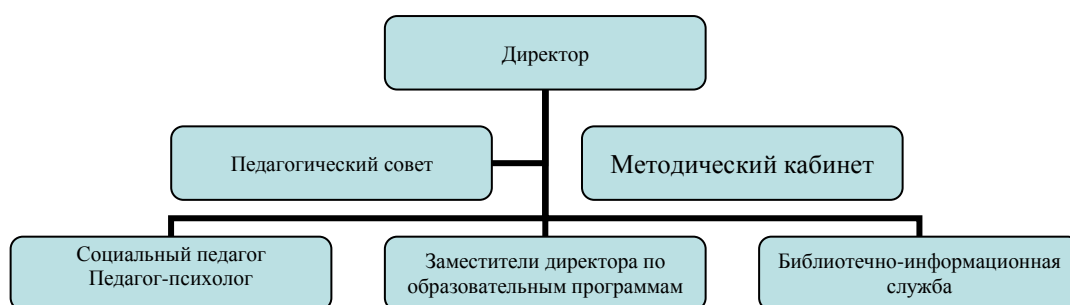 Директор
Педагогический совет
Методический кабинет
Социальный педагог
Педагог-психолог
Заместители директора по
образовательным программам
Библиотечно-информационная
служба